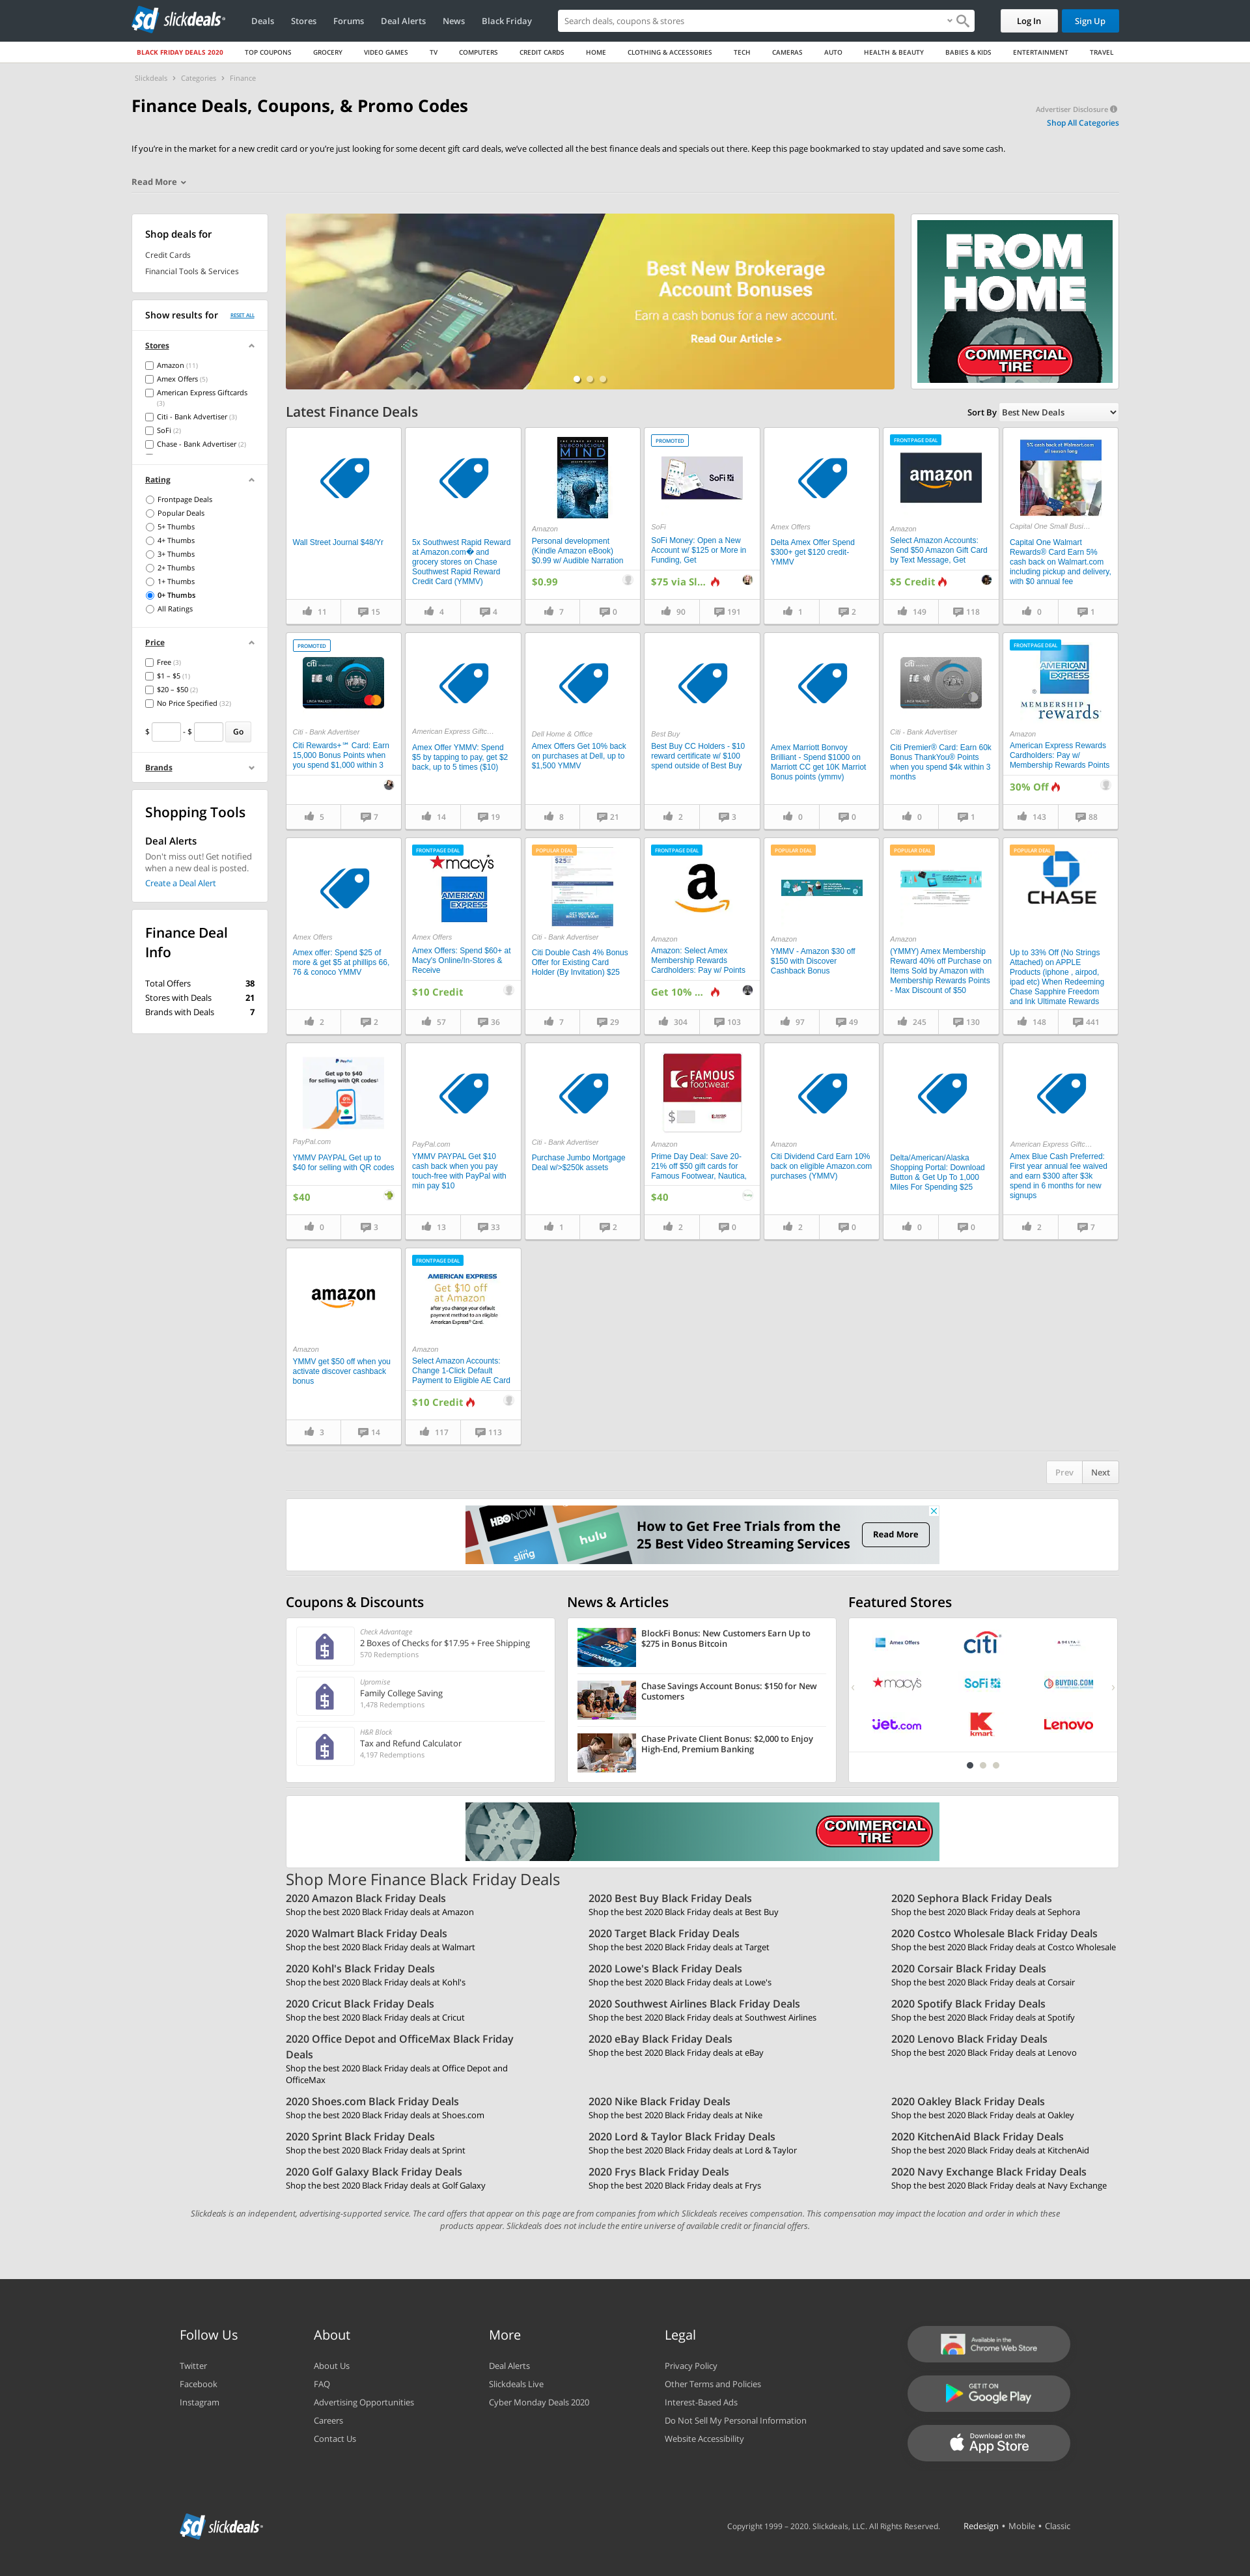 slickdeals
Deals
Stores
Forums
Deal Alerts
News
Black Friday
Search deals, coupons & stores
Log In
Sign Up
BLACK FRIDAY DEALS 2020
TOP COUPONS
GROCERY
VIDEO GAMES
TV
COMPUTERS
CREDIT CARDS
HOME
CLOTHING & ACCESSORIES
TECH
CAMERAS
AUTO
HEALTH & BEAUTY
BABIES & KIDS
ENTERTAINMENT
TRAVEL
Slickdeals > Categories > Finance
Finance Deals, Coupons, & Promo Codes
Advertiser Disclosure
Shop All Categories
If you're in the market for a new credit card or you're just looking for some decent gift card deals, we've collected all the best finance deals and specials out there. Keep this page bookmarked to stay updated and save some cash.
Read More
Shop deals for
Credit Cards
Financial Tools & Services
Show results for
RESET ALL
Stores
Amazon (11)
Amex Offers (5)
American Express Giftcards
(3)
Citi - Bank Advertiser (3)
SoFi (2)
Chase - Bank Advertiser (2)
Rating
Frontpage Deals
Popular Deals
5+ Thumbs
4+ Thumbs
3+ Thumbs
2+ Thumbs
1+ Thumbs
0+ Thumbs
All Ratings
Price
Free (3)
$1 – $5 (1)
$20 – $50 (2)
No Price Specified (32)
$ - $ Go
Brands
Shopping Tools
Deal Alerts
Don't miss out! Get notified
when a new deal is posted.
Create a Deal Alert
Finance Deal
Info
Total Offers 38
Stores with Deals 21
Brands with Deals 7
Best New Brokerage
Account Bonuses
Earn a cash bonus for a new account.
Read Our Article >
FROM
HOME
COMMERCIAL
TIRE
Latest Finance Deals
Sort By Best New Deals
Wall Street Journal $48/Yr
11 15
5x Southwest Rapid Reward
at Amazon.com� and
grocery stores on Chase
Southwest Rapid Reward
Credit Card (YMMV)
4 4
SUBCONSCIOUS
MIND
Amazon
Personal development
(Kindle Amazon eBook)
$0.99 w/ Audible Narration
$0.99
7 0
PROMOTED
SoFi
SoFi
SoFi Money: Open a New
Account w/ $125 or More in
Funding, Get
$75 via Sl...
90 191
Amex Offers
Delta Amex Offer Spend
$300+ get $120 credit-
YMMV
1 2
FRONTPAGE DEAL
amazon
Amazon
Select Amazon Accounts:
Send $50 Amazon Gift Card
by Text Message, Get
$5 Credit
149 118
5% cash back at Walmart.com
all season long
Capital One Small Busi...
Capital One Walmart
Rewards® Card Earn 5%
cash back on Walmart.com
including pickup and delivery,
with $0 annual fee
0 1
PROMOTED
citi
Citi - Bank Advertiser
Citi Rewards+℠ Card: Earn
15,000 Bonus Points when
you spend $1,000 within 3
5 7
American Express Giftc...
Amex Offer YMMV: Spend
$5 by tapping to pay, get $2
back, up to 5 times ($10)
14 19
Dell Home & Office
Amex Offers Get 10% back
on purchases at Dell, up to
$1,500 YMMV
8 21
Best Buy
Best Buy CC Holders - $10
reward certificate w/ $100
spend outside of Best Buy
2 3
Amex Marriott Bonvoy
Brilliant - Spend $1000 on
Marriott CC get 10K Marriot
Bonus points (ymmv)
0 0
citi
Citi - Bank Advertiser
Citi Premier® Card: Earn 60k
Bonus ThankYou® Points
when you spend $4k within 3
months
0 1
FRONTPAGE DEAL
AMERICAN
EXPRESS
MEMBERSHIP
rewards
Amazon
American Express Rewards
Cardholders: Pay w/
Membership Rewards Points
30% Off
143 88
Amex Offers
Amex offer: Spend $25 of
more & get $5 at phillips 66,
76 & conoco YMMV
2 2
FRONTPAGE DEAL
macy's
AMERICAN
EXPRESS
Amex Offers
Amex Offers: Spend $60+ at
Macy's Online/In-Stores &
Receive
$10 Credit
57 36
POPULAR DEAL
Citi - Bank Advertiser
Citi Double Cash 4% Bonus
Offer for Existing Card
Holder (By Invitation) $25
7 29
FRONTPAGE DEAL
a
Amazon
Amazon: Select Amex
Membership Rewards
Cardholders: Pay w/ Points
Get 10% ...
304 103
POPULAR DEAL
Amazon
YMMV - Amazon $30 off
$150 with Discover
Cashback Bonus
97 49
POPULAR DEAL
Amazon
(YMMY) Amex Membership
Reward 40% off Purchase on
Items Sold by Amazon with
Membership Rewards Points
- Max Discount of $50
245 130
POPULAR DEAL
CHASE
Up to 33% Off (No Strings
Attached) on APPLE
Products (iphone , airpod,
ipad etc) When Redeeming
Chase Sapphire Freedom
and Ink Ultimate Rewards
148 441
PayPal
Get up to $40
for selling with QR codes!
PayPal.com
YMMV PAYPAL Get up to
$40 for selling with QR codes
$40
0 3
PayPal.com
YMMV PAYPAL Get $10
cash back when you pay
touch-free with PayPal with
min pay $10
13 33
Citi - Bank Advertiser
Purchase Jumbo Mortgage
Deal w/>$250k assets
1 2
FAMOUS
footwear
$
Amazon
Prime Day Deal: Save 20-
21% off $50 gift cards for
Famous Footwear, Nautica,
$40
2 0
Amazon
Citi Dividend Card Earn 10%
back on eligible Amazon.com
purchases (YMMV)
2 0
Delta/American/Alaska
Shopping Portal: Download
Button & Get Up To 1,000
Miles For Spending $25
0 0
American Express Giftc...
Amex Blue Cash Preferred:
First year annual fee waived
and earn $300 after $3k
spend in 6 months for new
signups
2 7
amazon
Amazon
YMMV get $50 off when you
activate discover cashback
bonus
3 14
FRONTPAGE DEAL
AMERICAN EXPRESS
Get $10 off
at Amazon
after you change your default
payment method to an eligible
American Express® Card.
Amazon
Select Amazon Accounts:
Change 1-Click Default
Payment to Eligible AE Card
$10 Credit
117 113
Prev Next
HBO NOW
sling
hulu
How to Get Free Trials from the
25 Best Video Streaming Services
Read More
Coupons & Discounts
Check Advantage
2 Boxes of Checks for $17.95 + Free Shipping
570 Redemptions
Upromise
Family College Saving
1,478 Redemptions
H&R Block
Tax and Refund Calculator
4,197 Redemptions
News & Articles
BlockFi Bonus: New Customers Earn Up to
$275 in Bonus Bitcoin
Chase Savings Account Bonus: $150 for New
Customers
Chase Private Client Bonus: $2,000 to Enjoy
High-End, Premium Banking
Featured Stores
Amex Offers
citi
DELTA
macy's
SoFi
BUYDIG.COM
jet.com
kmart
Lenovo
COMMERCIAL
TIRE
Shop More Finance Black Friday Deals
2020 Amazon Black Friday Deals
Shop the best 2020 Black Friday deals at Amazon
2020 Best Buy Black Friday Deals
Shop the best 2020 Black Friday deals at Best Buy
2020 Sephora Black Friday Deals
Shop the best 2020 Black Friday deals at Sephora
2020 Walmart Black Friday Deals
Shop the best 2020 Black Friday deals at Walmart
2020 Target Black Friday Deals
Shop the best 2020 Black Friday deals at Target
2020 Costco Wholesale Black Friday Deals
Shop the best 2020 Black Friday deals at Costco Wholesale
2020 Kohl's Black Friday Deals
Shop the best 2020 Black Friday deals at Kohl's
2020 Lowe's Black Friday Deals
Shop the best 2020 Black Friday deals at Lowe's
2020 Corsair Black Friday Deals
Shop the best 2020 Black Friday deals at Corsair
2020 Cricut Black Friday Deals
Shop the best 2020 Black Friday deals at Cricut
2020 Southwest Airlines Black Friday Deals
Shop the best 2020 Black Friday deals at Southwest Airlines
2020 Spotify Black Friday Deals
Shop the best 2020 Black Friday deals at Spotify
2020 Office Depot and OfficeMax Black Friday
Deals
Shop the best 2020 Black Friday deals at Office Depot and
OfficeMax
2020 eBay Black Friday Deals
Shop the best 2020 Black Friday deals at eBay
2020 Lenovo Black Friday Deals
Shop the best 2020 Black Friday deals at Lenovo
2020 Shoes.com Black Friday Deals
Shop the best 2020 Black Friday deals at Shoes.com
2020 Nike Black Friday Deals
Shop the best 2020 Black Friday deals at Nike
2020 Oakley Black Friday Deals
Shop the best 2020 Black Friday deals at Oakley
2020 Sprint Black Friday Deals
Shop the best 2020 Black Friday deals at Sprint
2020 Lord & Taylor Black Friday Deals
Shop the best 2020 Black Friday deals at Lord & Taylor
2020 KitchenAid Black Friday Deals
Shop the best 2020 Black Friday deals at KitchenAid
2020 Golf Galaxy Black Friday Deals
Shop the best 2020 Black Friday deals at Golf Galaxy
2020 Frys Black Friday Deals
Shop the best 2020 Black Friday deals at Frys
2020 Navy Exchange Black Friday Deals
Shop the best 2020 Black Friday deals at Navy Exchange
Slickdeals is an independent, advertising-supported service. The card offers that appear on this page are from companies from which Slickdeals receives compensation. This compensation may impact the location and order in which these
products appear. Slickdeals does not include the entire universe of available credit or financial offers.
Follow Us
Twitter
Facebook
Instagram
About
About Us
FAQ
Advertising Opportunities
Careers
Contact Us
More
Deal Alerts
Slickdeals Live
Cyber Monday Deals 2020
Legal
Privacy Policy
Other Terms and Policies
Interest-Based Ads
Do Not Sell My Personal Information
Website Accessibility
Available in the
Chrome Web Store
GET IT ON
Google Play
Download on the
App Store
slickdeals
Copyright 1999 – 2020. Slickdeals, LLC. All Rights Reserved.
Redesign • Mobile • Classic